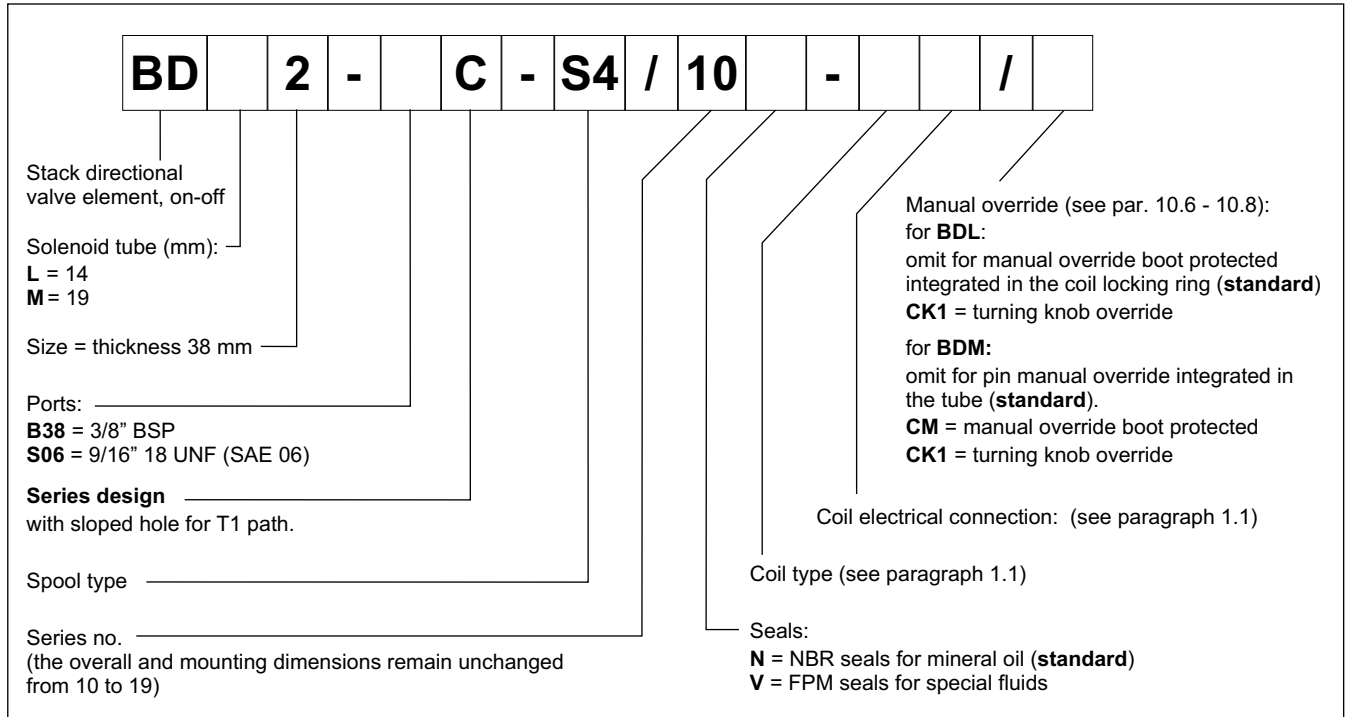 BD 2 - C - S4 / 10 - /
Stack directional
valve element, on-off
Solenoid tube (mm):
L = 14
M = 19
Size = thickness 38 mm
Ports:
B38 = 3/8” BSP
S06 = 9/16” 18 UNF (SAE 06)
Series design
with sloped hole for T1 path.
Spool type
Series no.
(the overall and mounting dimensions remain unchanged
from 10 to 19)
Manual override (see par. 10.6 - 10.8):
for BDL:
omit for manual override boot protected
integrated in the coil locking ring (standard)
CK1 = turning knob override
for BDM:
omit for pin manual override integrated in
the tube (standard).
CM = manual override boot protected
CK1 = turning knob override
Coil electrical connection: (see paragraph 1.1)
Coil type (see paragraph 1.1)
Seals:
N = NBR seals for mineral oil (standard)
V = FPM seals for special fluids